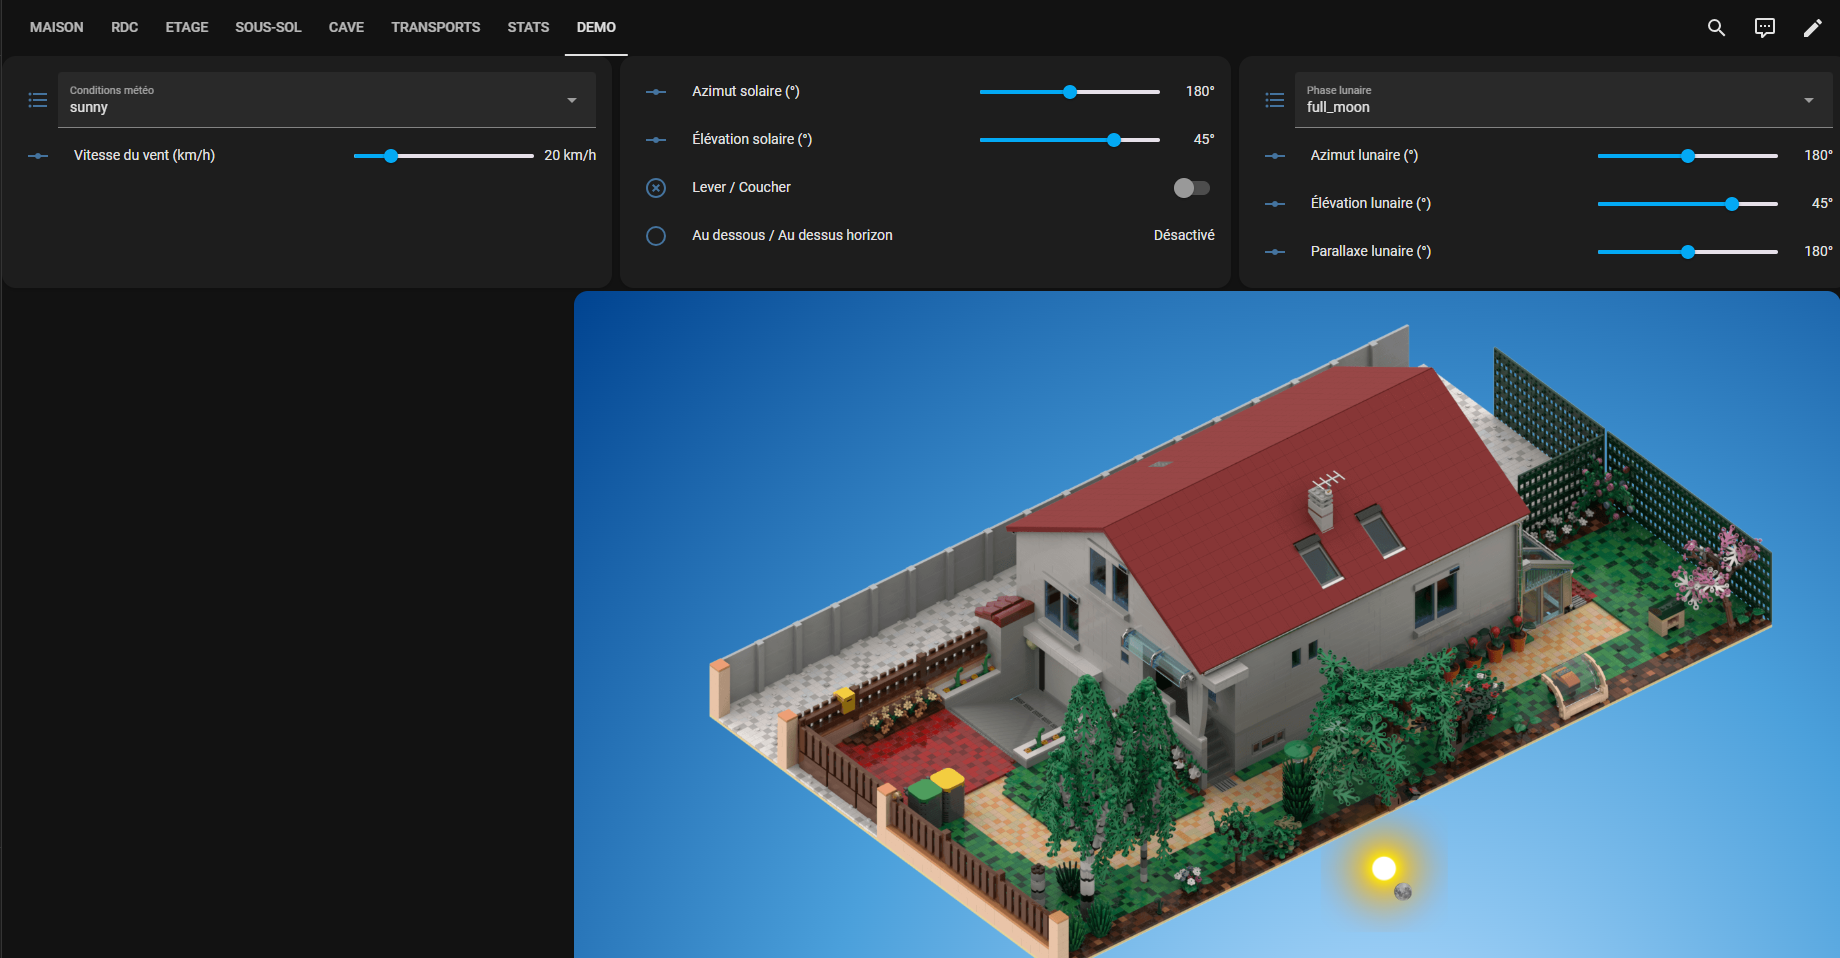 MAISON
RDC
ETAGE
SOUS-SOL
CAVE
TRANSPORTS
STATS
DEMO
Conditions météo
sunny
Vitesse du vent (km/h)
20 km/h
Azimut solaire (°)
180°
Élévation solaire (°)
45°
Lever / Coucher
Au dessous / Au dessus horizon
Désactivé
Phase lunaire
full_moon
Azimut lunaire (°)
180°
Élévation lunaire (°)
45°
Parallaxe lunaire (°)
180°